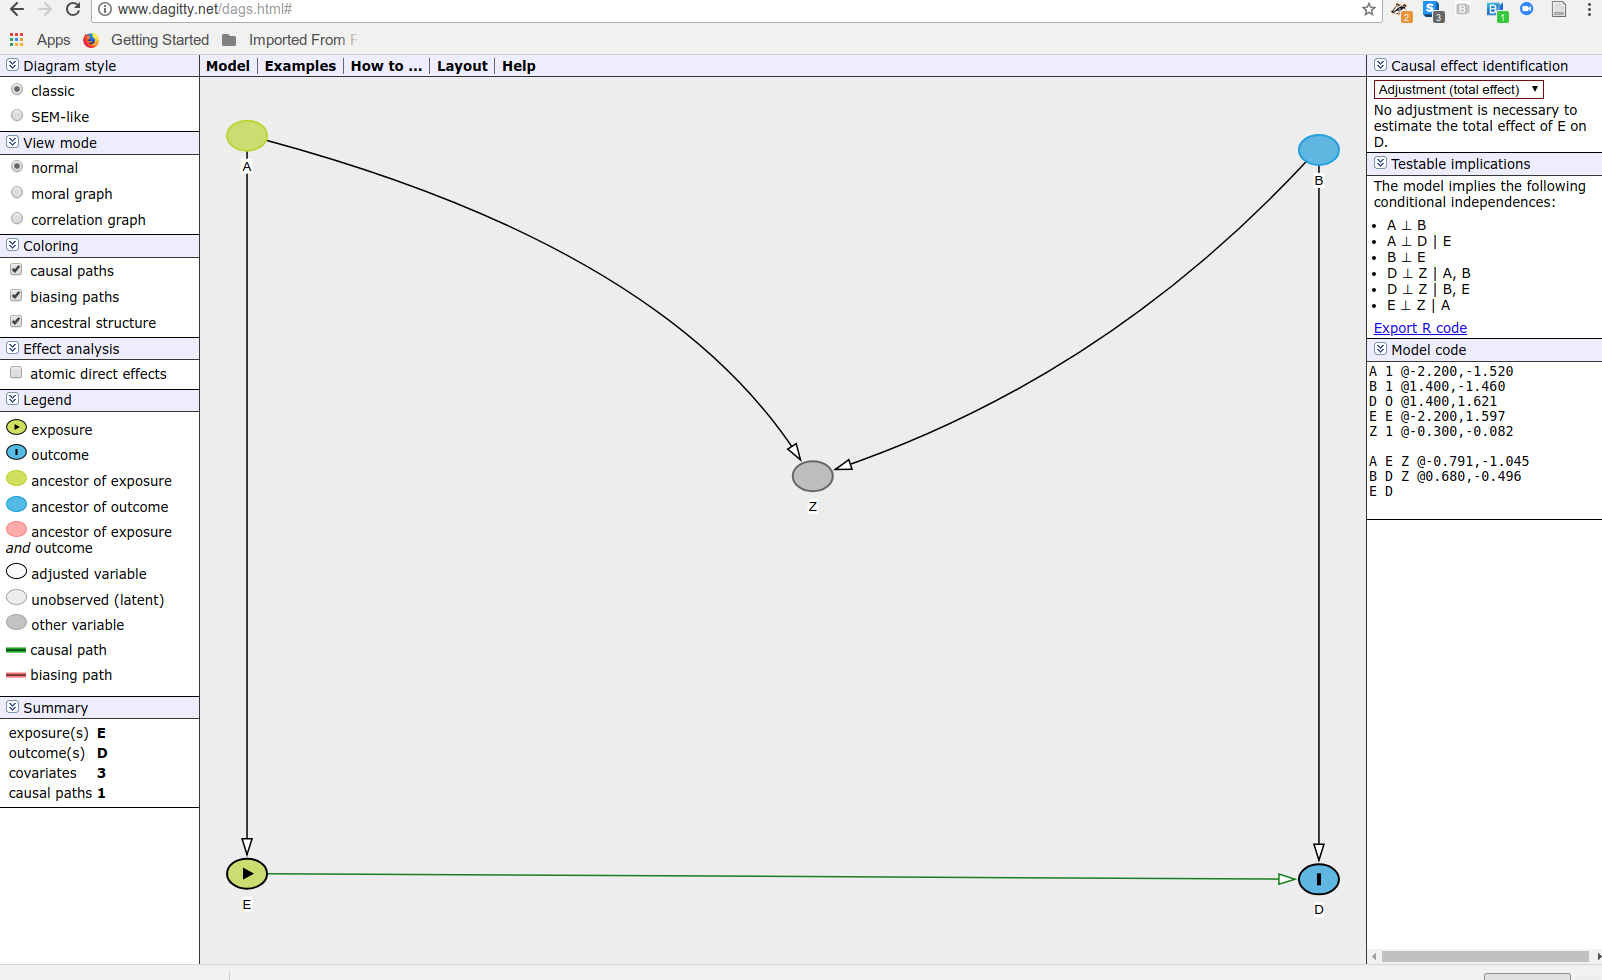 www.dagitty.net/dags.html#
2
3
1
Apps
Getting Started
Imported From F
Diagram style
classic
SEM-like
View mode
normal
moral graph
correlation graph
Coloring
causal paths
biasing paths
ancestral structure
Effect analysis
atomic direct effects
Legend
exposure
outcome
ancestor of exposure
ancestor of outcome
ancestor of exposure
and outcome
adjusted variable
unobserved (latent)
other variable
causal path
biasing path
Summary
exposure(s) E
outcome(s) D
covariates 3
causal paths 1
Model | Examples | How to ... | Layout | Help
A
B
Z
E
D
Causal effect identification
Adjustment (total effect)
No adjustment is necessary to
estimate the total effect of E on
D.
Testable implications
The model implies the following
conditional independences:
• A ⊥ B
• A ⊥ D | E
• B ⊥ E
• D ⊥ Z | A, B
• D ⊥ Z | B, E
• E ⊥ Z | A
Export R code
Model code
A 1 @-2.200,-1.520
B 1 @1.400,-1.460
D O @1.400,1.621
E E @-2.200,1.597
Z 1 @-0.300,-0.082
A E Z @-0.791,-1.045
B D Z @0.680,-0.496
E D